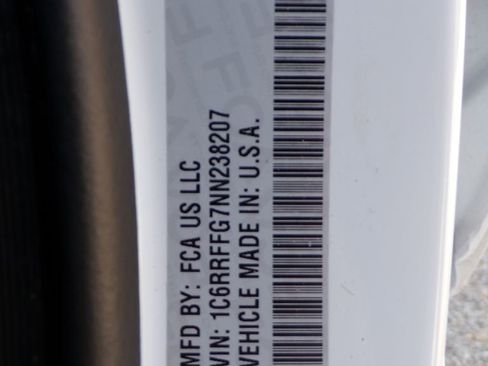 MFD BY: FCA US LLC
VIN: 1C6RRFFG7NN238207
VEHICLE MADE IN: U.S.A.